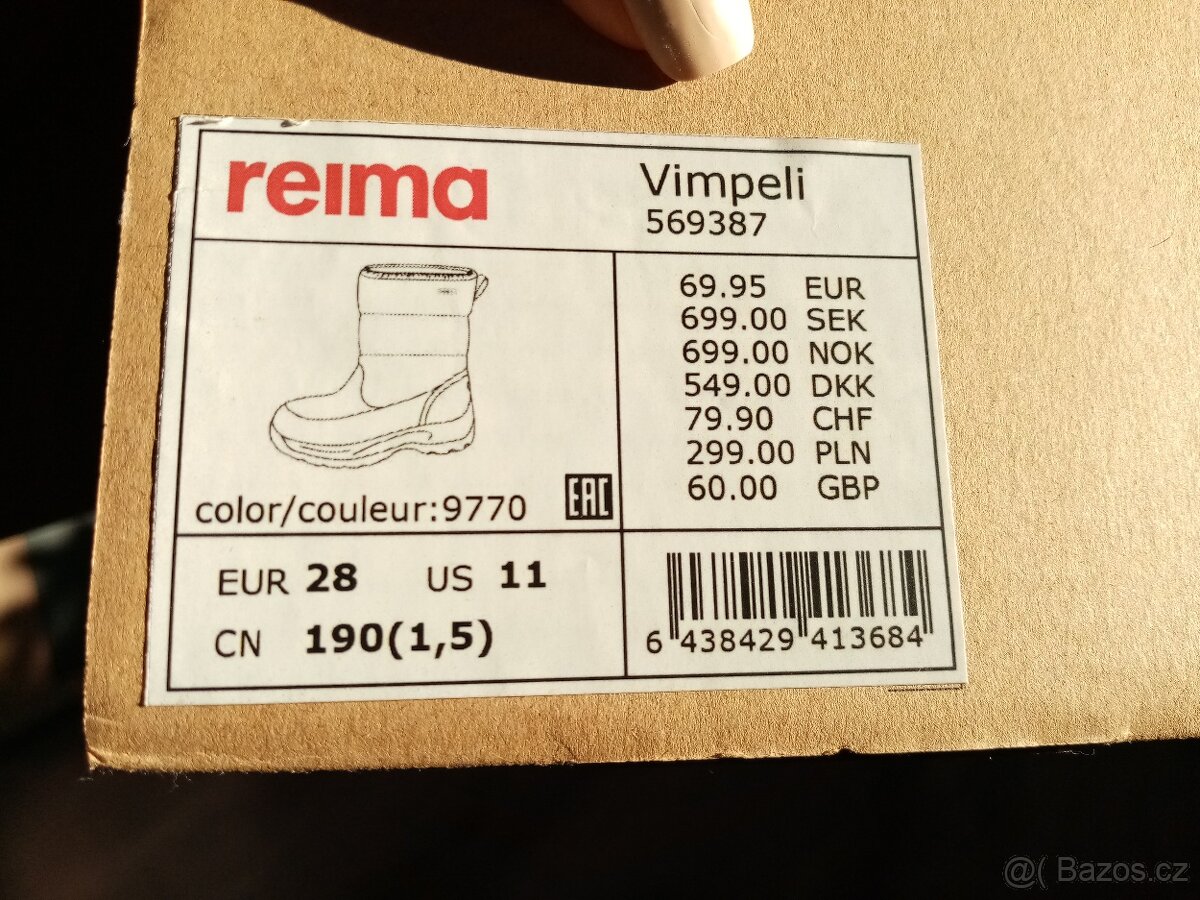 reima
Vimpeli
569387
69.95 EUR
699.00 SEK
699.00 NOK
549.00 DKK
79.90 CHF
299.00 PLN
60.00 GBP
color/couleur:9770
EAC
EUR 28 US 11
CN 190(1,5)
6 438429 413684
@( Bazos.cz